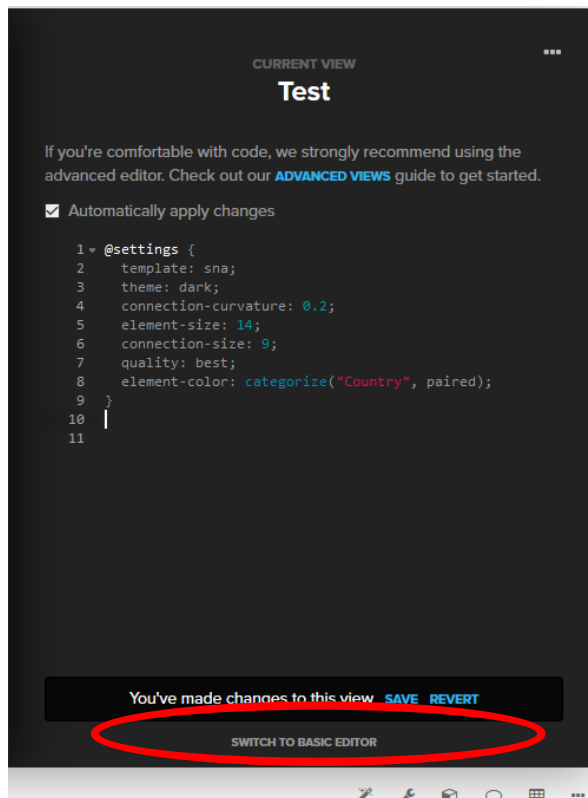 CURRENT VIEW
Test
If you're comfortable with code, we strongly recommend using the
advanced editor. Check out our ADVANCED VIEWS guide to get started.
Automatically apply changes
1 @settings {
2 template: sna;
3 theme: dark;
4 connection-curvature: 0.2;
5 element-size: 14;
6 connection-size: 9;
7 quality: best;
8 element-color: categorize("Country", paired);
9 }
10
11
You've made changes to this view SAVE REVERT
SWITCH TO BASIC EDITOR